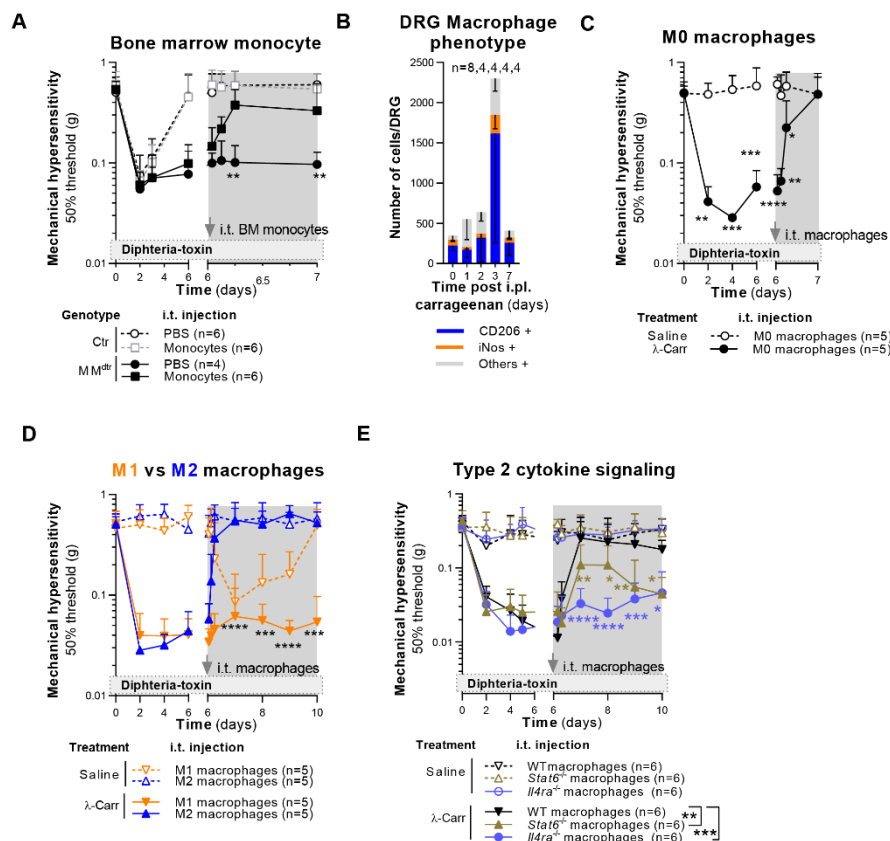 A
Bone marrow monocyte
Mechanical hypersensitivity
50% threshold (g)
1
0.1
0.01
**
**
i.t. BM monocytes
Diphteria-toxin
0 2 4 6 6 6.5 7
Time (days)
Genotype i.t. injection
Ctr
PBS (n=6)
Monocytes (n=6)
MMdtr
PBS (n=4)
Monocytes (n=6)
B
DRG Macrophage
phenotype
n=8,4,4,4,4
Number of cells/DRG
2500
2000
1500
1000
500
0
0 1 2 3 7
Time post i.pl.
carrageenan (days)
CD206 +
iNos +
Others +
C
M0 macrophages
Mechanical hypersensitivity
50% threshold (g)
1
0.1
0.01
**
***
***
****
**
*
i.t. macrophages
Diphteria-toxin
0 2 4 6 6 7
Time (days)
Treatment i.t. injection
Saline M0 macrophages (n=5)
λ-Carr M0 macrophages (n=5)
D
M1 vs M2 macrophages
Mechanical hypersensitivity
50% threshold (g)
1
0.1
0.01
****
***
****
***
i.t. macrophages
Diphteria-toxin
0 2 4 6 6 8 10
Time (days)
Treatment i.t. injection
Saline
M1 macrophages (n=5)
M2 macrophages (n=5)
λ-Carr
M1 macrophages (n=5)
M2 macrophages (n=5)
E
Type 2 cytokine signaling
Mechanical hypersensitivity
50% threshold (g)
1
0.1
0.01
**
*
**
*
****
****
***
*
i.t. macrophages
Diphteria-toxin
0 2 4 6 6 8 10
Time (days)
Treatment i.t. injection
Saline
WT macrophages (n=6)
Stat6-/- macrophages (n=6)
Il4ra-/- macrophages (n=6)
λ-Carr
WT macrophages (n=6)
Stat6-/- macrophages (n=6)
Il4ra-/- macrophages (n=6)
**
***